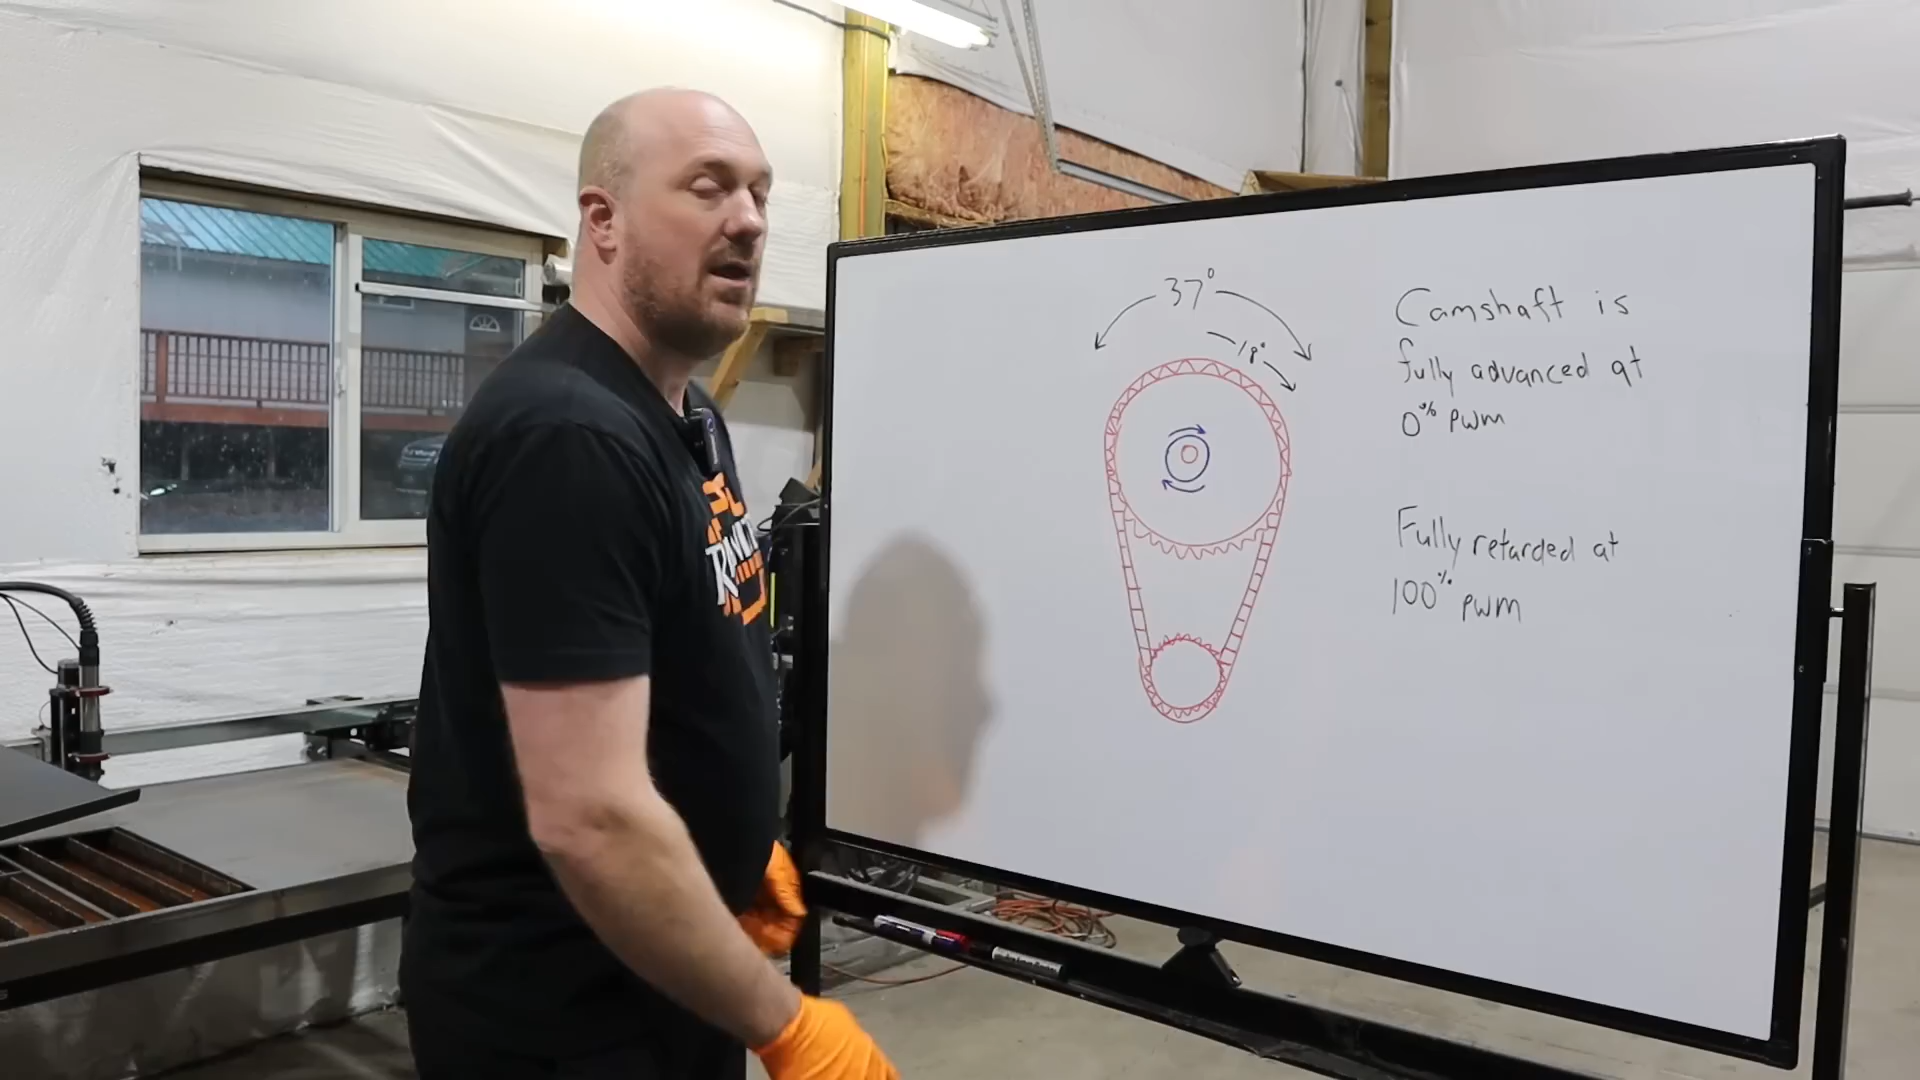 37°
18°
Camshaft is
fully advanced at
0% pwm
Fully retarded at
100% pwm